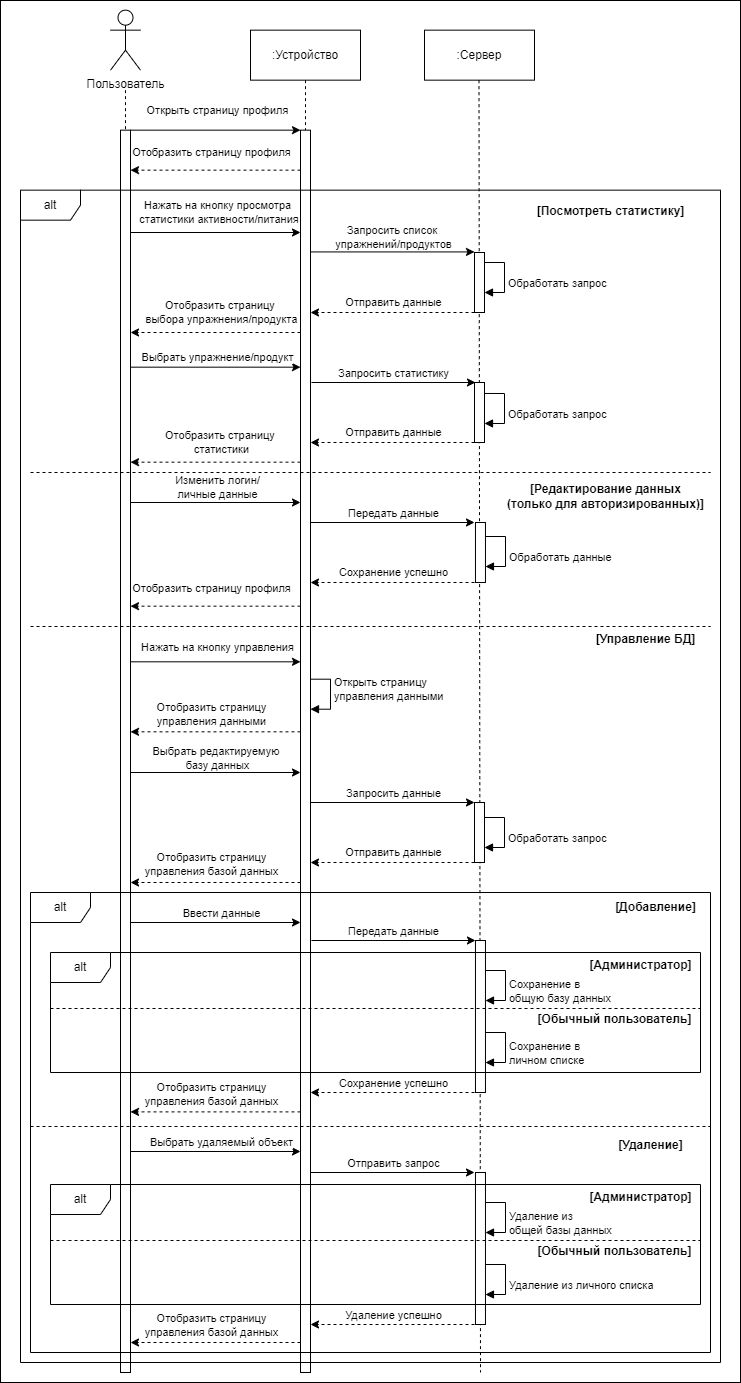 Пользователь
:Устройство
:Сервер
Открыть страницу профиля
Отобразить страницу профиля
alt
[Посмотреть статистику]
Нажать на кнопку просмотра
статистики активности/питания
Запросить список
упражнений/продуктов
Обработать запрос
Отправить данные
Отобразить страницу
выбора упражнения/продукта
Выбрать упражнение/продукт
Запросить статистику
Обработать запрос
Отправить данные
Отобразить страницу
статистики
[Редактирование данных
(только для авторизированных)]
Изменить логин/
личные данные
Передать данные
Обработать данные
Сохранение успешно
Отобразить страницу профиля
[Управление БД]
Нажать на кнопку управления
Открыть страницу
управления данными
Отобразить страницу
управления данными
Выбрать редактируемую
базу данных
Запросить данные
Обработать запрос
Отправить данные
Отобразить страницу
управления базой данных
alt
[Добавление]
Ввести данные
Передать данные
alt
[Администратор]
Сохранение в
общую базу данных
[Обычный пользователь]
Сохранение в
личном списке
Сохранение успешно
Отобразить страницу
управления базой данных
Выбрать удаляемый объект
[Удаление]
Отправить запрос
alt
[Администратор]
Удаление из
общей базы данных
[Обычный пользователь]
Удаление из личного списка
Удаление успешно
Отобразить страницу
управления базой данных